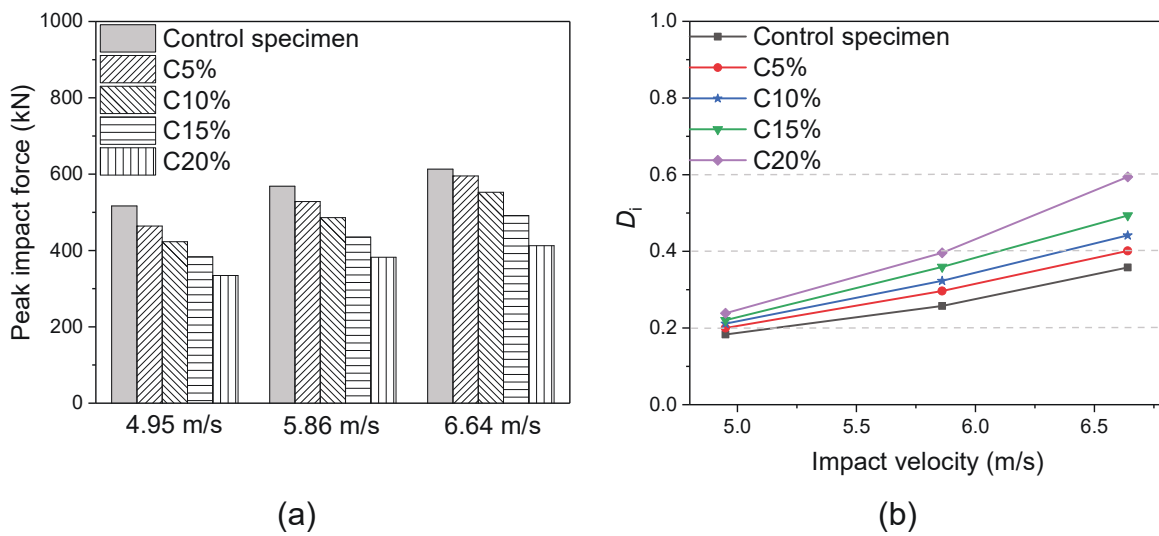 1000
800
600
400
200
0
Peak impact force (kN)
Control specimen
C5%
C10%
C15%
C20%
4.95 m/s
5.86 m/s
6.64 m/s
(a)
1.0
0.8
0.6
0.4
0.2
0.0
Di
Control specimen
C5%
C10%
C15%
C20%
5.0
5.5
6.0
6.5
Impact velocity (m/s)
(b)